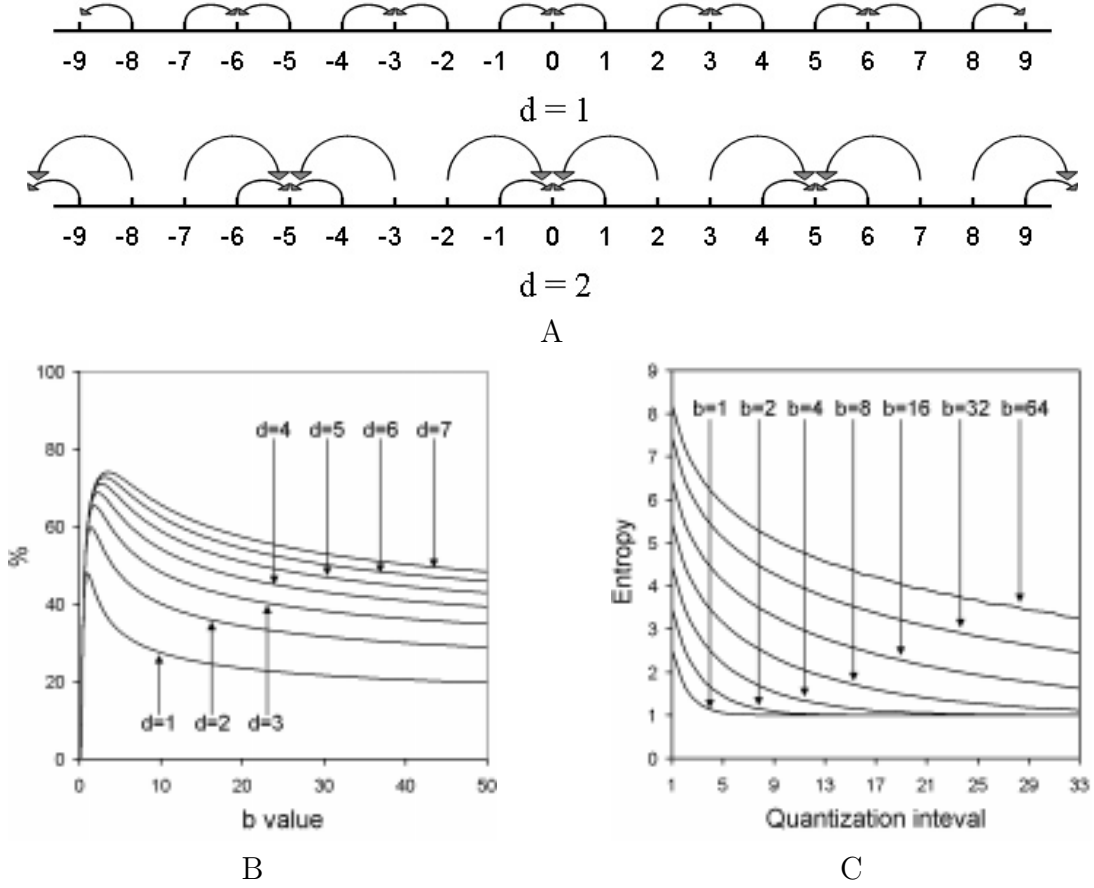 -9 -8 -7 -6 -5 -4 -3 -2 -1 0 1 2 3 4 5 6 7 8 9
d = 1
-9 -8 -7 -6 -5 -4 -3 -2 -1 0 1 2 3 4 5 6 7 8 9
d = 2
A
100
80
60
40
20
0
%
d=4 d=5 d=6 d=7
d=1 d=2 d=3
0 10 20 30 40 50
b value
B
9
8
7
6
5
4
3
2
1
0
Entropy
b=1 b=2 b=4 b=8 b=16 b=32 b=64
1 5 9 13 17 21 25 29 33
Quantization inteval
C